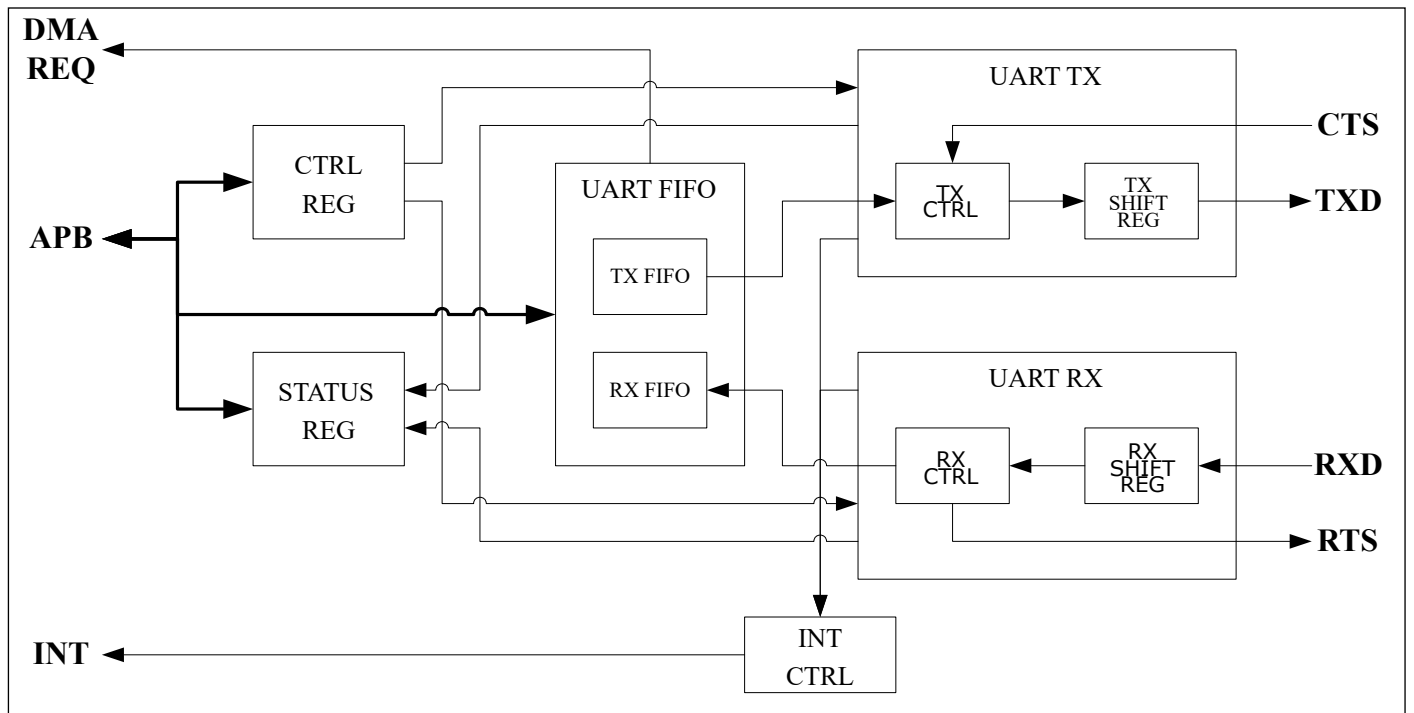 DMA
REQ
UART TX
CTS
CTRL
REG
UART FIFO
TX
CTRL
TX
SHIFT
REG
TXD
APB
TX FIFO
STATUS
REG
RX FIFO
UART RX
RX
CTRL
RX
SHIFT
REG
RXD
RTS
INT
INT
CTRL